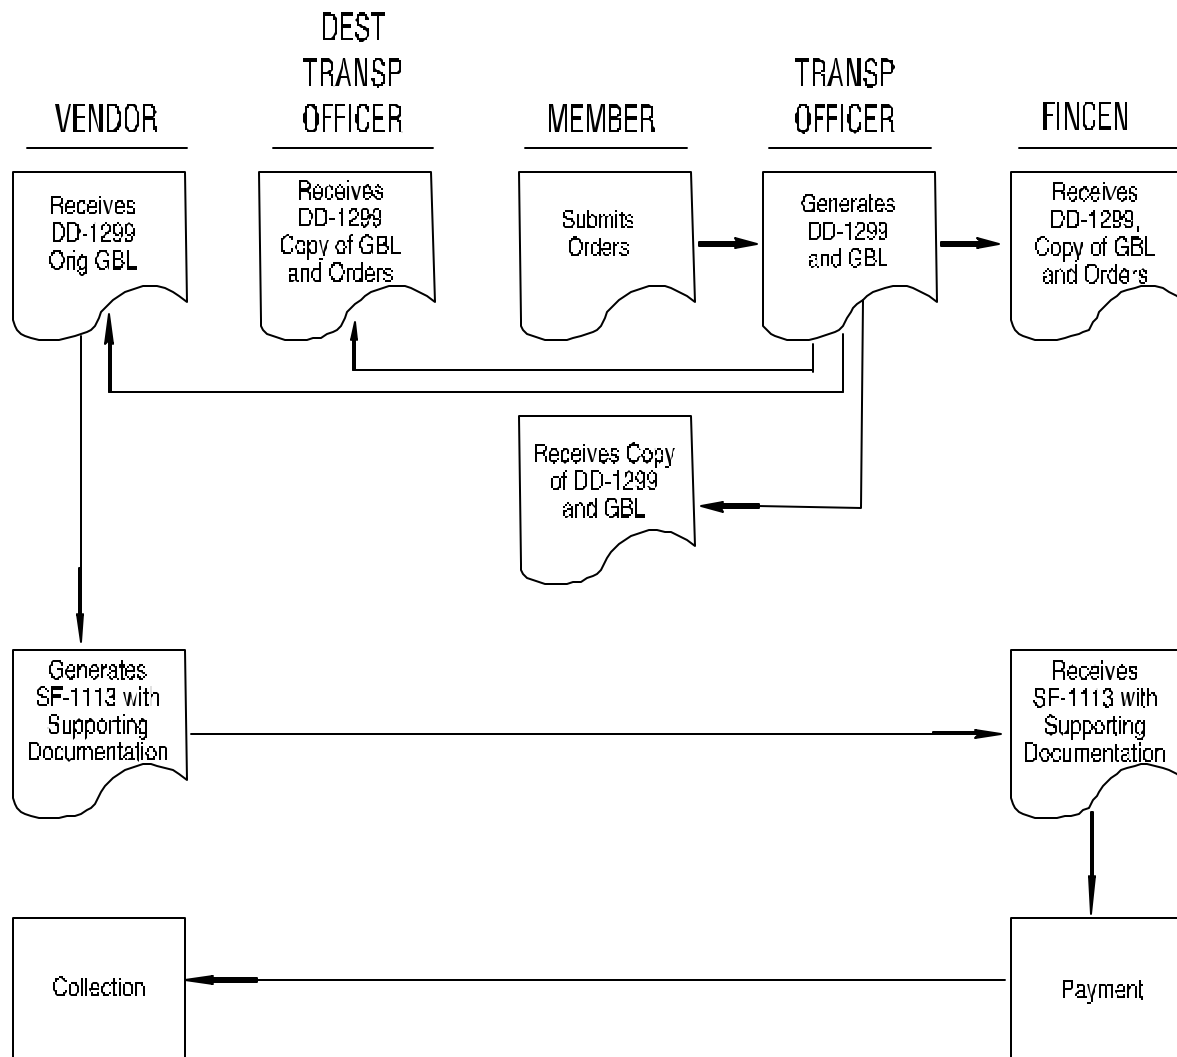 VENDOR
DEST
TRANSP
OFFICER
MEMBER
TRANSP
OFFICER
FINCEN
Receives
DD-1299
Orig GBL
Receives
DD-1299
Copy of GBL
and Orders
Submits
Orders
Generates
DD-1299
and GBL
Receives
DD-1299,
Copy of GBL
and Orders
Receives Copy
of DD-1299
and GBL
Generates
SF-1113 with
Supporting
Documentation
Receives
SF-1113 with
Supporting
Documentation
Collection
Payment